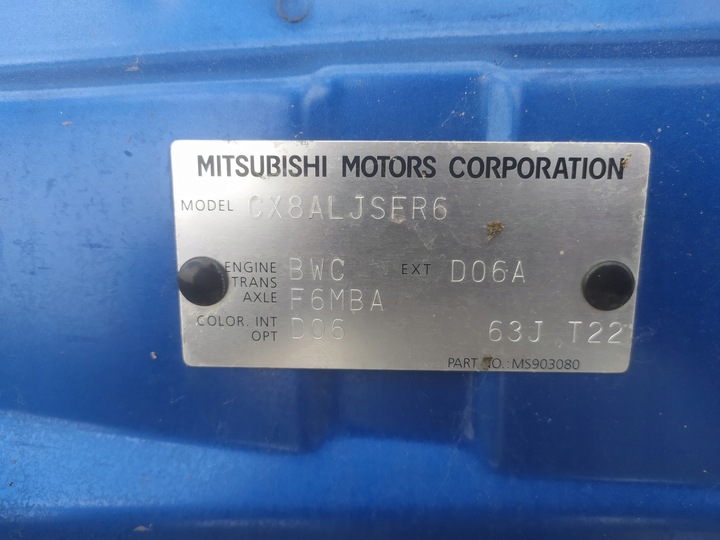 MITSUBISHI MOTORS CORPORATION
MODEL CX8ALJSFR6
ENGINE BWC EXT D06A
TRANS
AXLE F6MBA
COLOR. INT D06 63J T22
OPT
PART NO.: MS903080